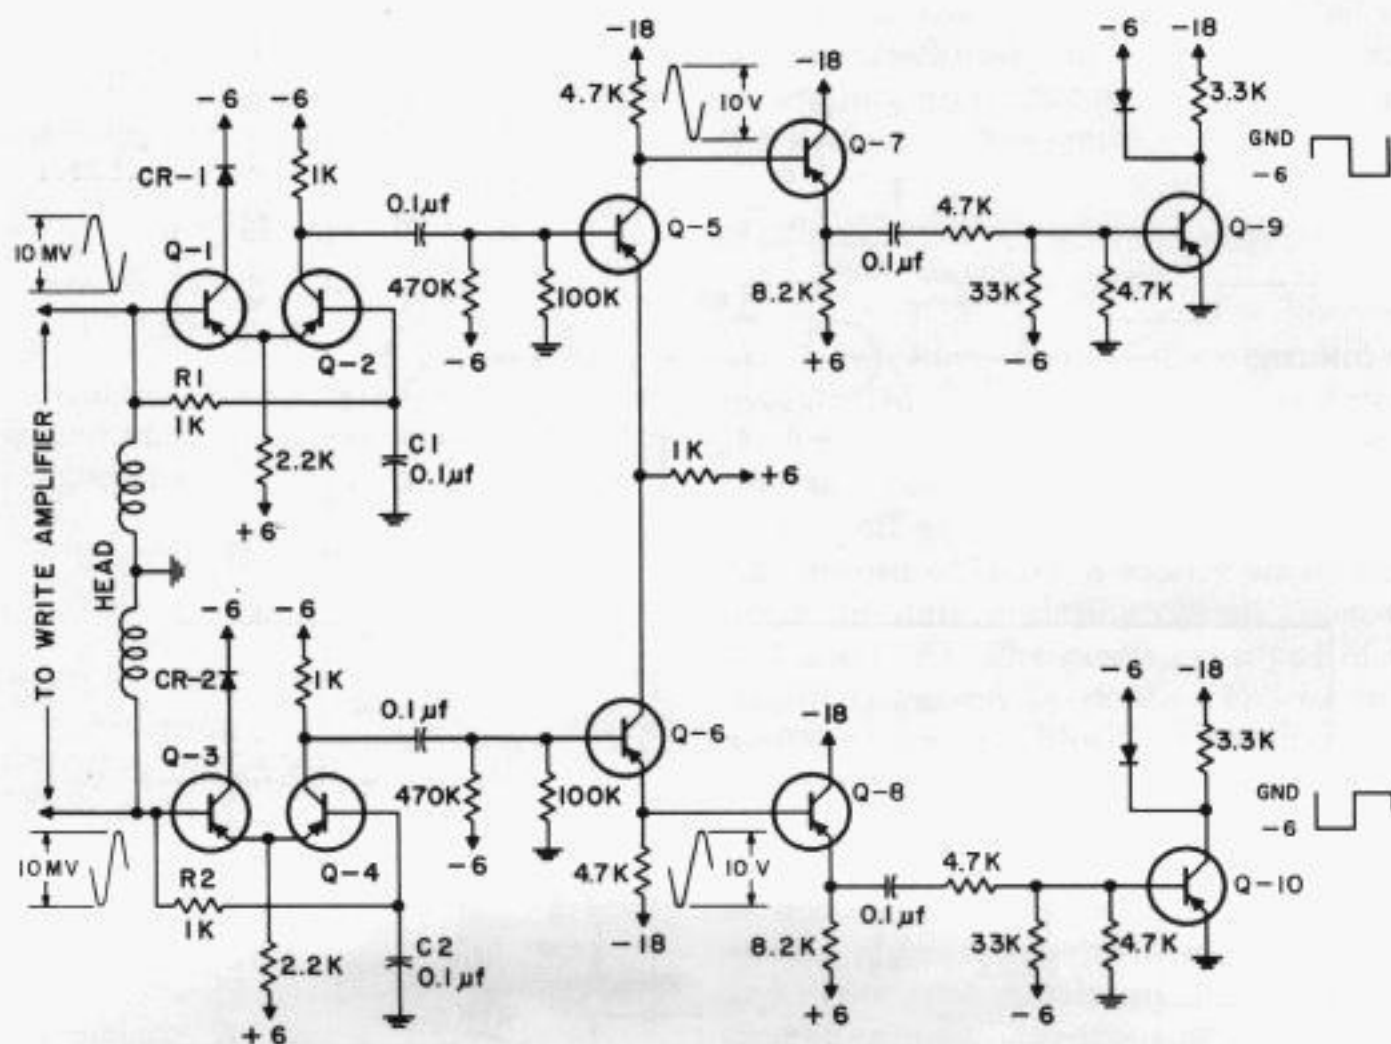 -18
-6 -18
4.7K
10V
-18
3.3K
-6 -6
Q-7
GND
-6
CR-1
1K
0.1µf
4.7K
10 MV
Q-1
Q-5
0.1µf
Q-9
470K
100K
8.2K
33K
4.7K
Q-2
-6
+6
-6
R1
1K
C1
0.1µf
2.2K
1K
+6
+6
TO WRITE AMPLIFIER
HEAD
-6 -6
-6 -18
CR-2
1K
0.1µf
-18
3.3K
Q-3
Q-6
470K
100K
Q-8
GND
-6
10MV
Q-4
-6
4.7K
10V
4.7K
Q-10
R2
1K
0.1µf
C2
0.1µf
2.2K
-18
8.2K
33K
4.7K
+6
+6
-6